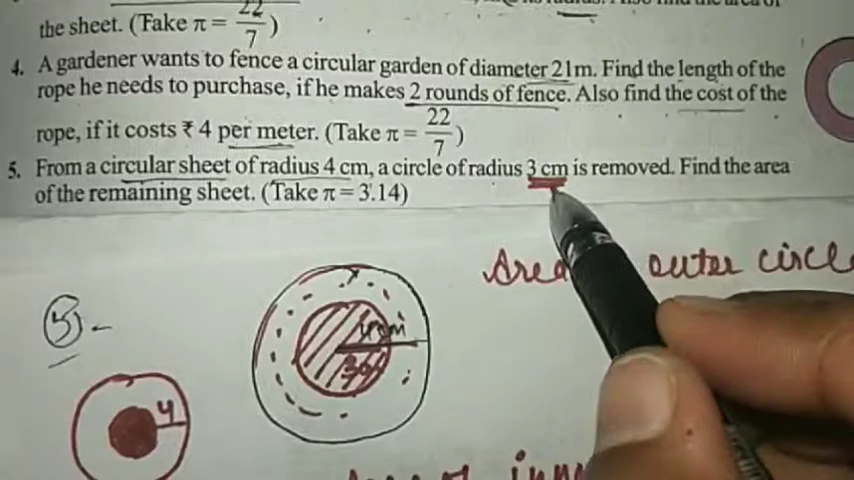 the sheet. (Take π = 22/7)
4. A gardener wants to fence a circular garden of diameter 21m. Find the length of the
rope he needs to purchase, if he makes 2 rounds of fence. Also find the cost of the
rope, if it costs ₹ 4 per meter. (Take π = 22/7)
5. From a circular sheet of radius 4 cm, a circle of radius 3 cm is removed. Find the area
of the remaining sheet. (Take π = 3.14)
Area outer circle
5 -
4cm
4